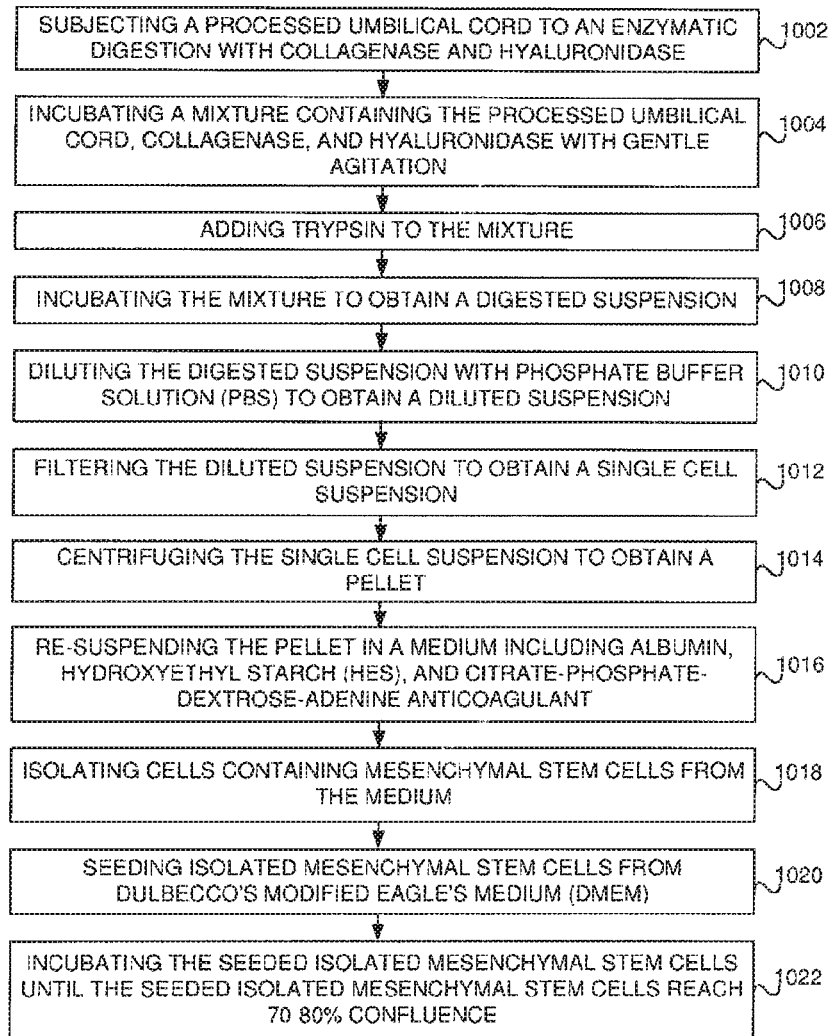 SUBJECTING A PROCESSED UMBILICAL CORD TO AN ENZYMATIC
DIGESTION WITH COLLAGENASE AND HYALURONIDASE
1002
INCUBATING A MIXTURE CONTAINING THE PROCESSED UMBILICAL
CORD, COLLAGENASE, AND HYALURONIDASE WITH GENTLE
AGITATION
1004
ADDING TRYPSIN TO THE MIXTURE
1006
INCUBATING THE MIXTURE TO OBTAIN A DIGESTED SUSPENSION
1008
DILUTING THE DIGESTED SUSPENSION WITH PHOSPHATE BUFFER
SOLUTION (PBS) TO OBTAIN A DILUTED SUSPENSION
1010
FILTERING THE DILUTED SUSPENSION TO OBTAIN A SINGLE CELL
SUSPENSION
1012
CENTRIFUGING THE SINGLE CELL SUSPENSION TO OBTAIN A
PELLET
1014
RE-SUSPENDING THE PELLET IN A MEDIUM INCLUDING ALBUMIN,
HYDROXYETHYL STARCH (HES), AND CITRATE-PHOSPHATE-
DEXTROSE-ADENINE ANTICOAGULANT
1016
ISOLATING CELLS CONTAINING MESENCHYMAL STEM CELLS FROM
THE MEDIUM
1018
SEEDING ISOLATED MESENCHYMAL STEM CELLS FROM
DULBECCO'S MODIFIED EAGLE'S MEDIUM (DMEM)
1020
INCUBATING THE SEEDED ISOLATED MESENCHYMAL STEM CELLS
UNTIL THE SEEDED ISOLATED MESENCHYMAL STEM CELLS REACH
70-80% CONFLUENCE
1022